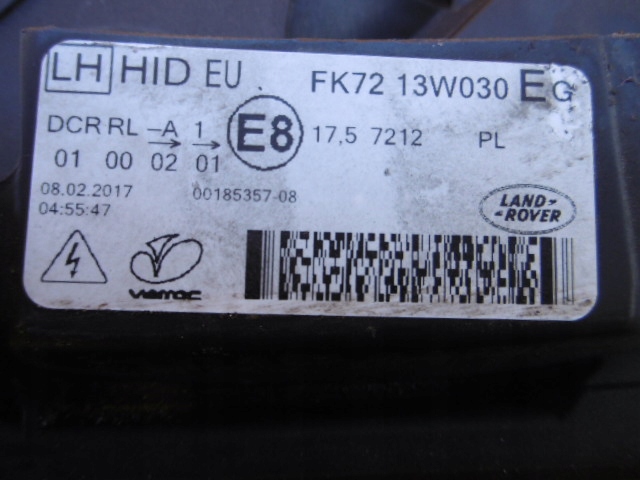 LH HID EU . FK72 13W030 E G
DCR RL -A 1 E8 17,5 7212 PL
01 00 02 01
08.02.2017 00185357-08
04:55:47
LAND-
-ROVER
varroc